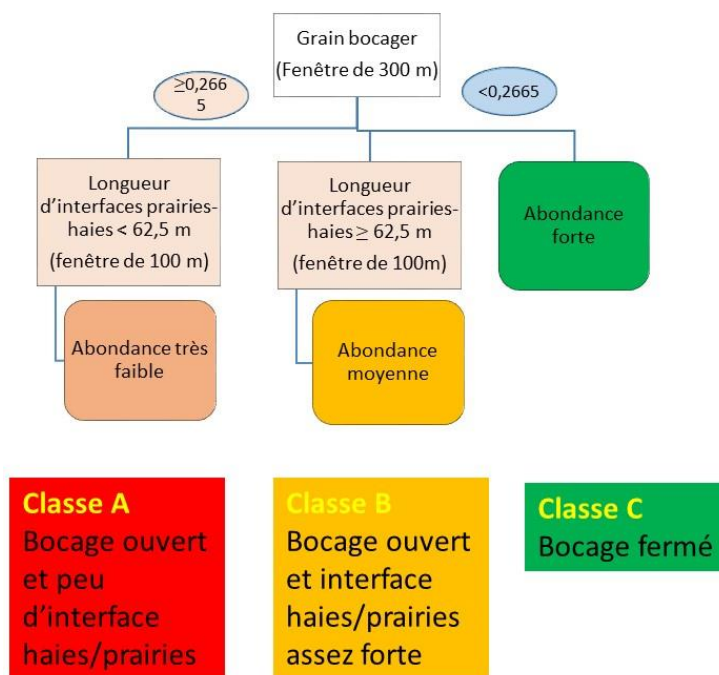 Grain bocager
(Fenêtre de 300 m)
≥0,266
5
<0,2665
Longueur
d'interfaces prairies-
haies < 62,5 m
(fenêtre de 100 m)
Longueur
d'interfaces prairies-
haies ≥ 62,5 m
(fenêtre de 100m)
Abondance
forte
Abondance très
faible
Abondance
moyenne
Classe A
Bocage ouvert
et peu
d'interface
haies/prairies
Classe B
Bocage ouvert
et interface
haies/prairies
assez forte
Classe C
Bocage fermé